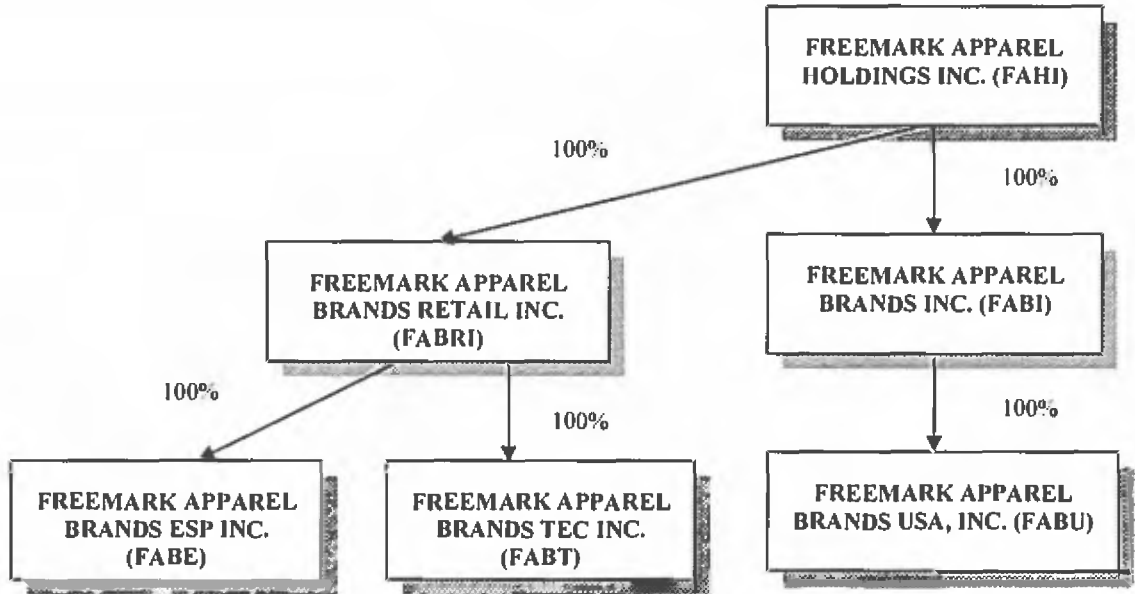 FREEMARK APPAREL
HOLDINGS INC. (FAHI)
100%
100%
FREEMARK APPAREL
BRANDS RETAIL INC.
(FABRI)
FREEMARK APPAREL
BRANDS INC. (FABI)
100%
100%
100%
FREEMARK APPAREL
BRANDS ESP INC.
(FABE)
FREEMARK APPAREL
BRANDS TEC INC.
(FABT)
FREEMARK APPAREL
BRANDS USA, INC. (FABU)